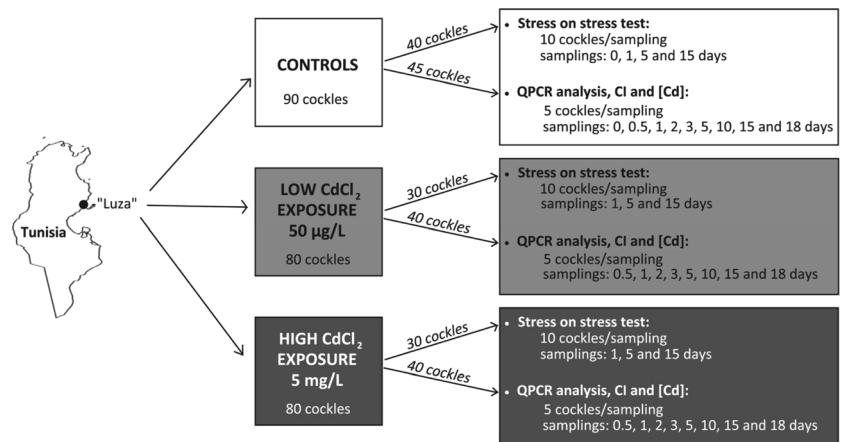 Tunisia
"Luza"
CONTROLS
90 cockles
40 cockles
45 cockles
• Stress on stress test:
10 cockles/sampling
samplings: 0, 1, 5 and 15 days
• QPCR analysis, CI and [Cd]:
5 cockles/sampling
samplings: 0, 0.5, 1, 2, 3, 5, 10, 15 and 18 days
LOW CdCl₂
EXPOSURE
50 µg/L
80 cockles
30 cockles
40 cockles
• Stress on stress test:
10 cockles/sampling
samplings: 1, 5 and 15 days
• QPCR analysis, CI and [Cd]:
5 cockles/sampling
samplings: 0.5, 1, 2, 3, 5, 10, 15 and 18 days
HIGH CdCl₂
EXPOSURE
5 mg/L
80 cockles
30 cockles
40 cockles
• Stress on stress test:
10 cockles/sampling
samplings: 1, 5 and 15 days
• QPCR analysis, CI and [Cd]:
5 cockles/sampling
samplings: 0.5, 1, 2, 3, 5, 10, 15 and 18 days